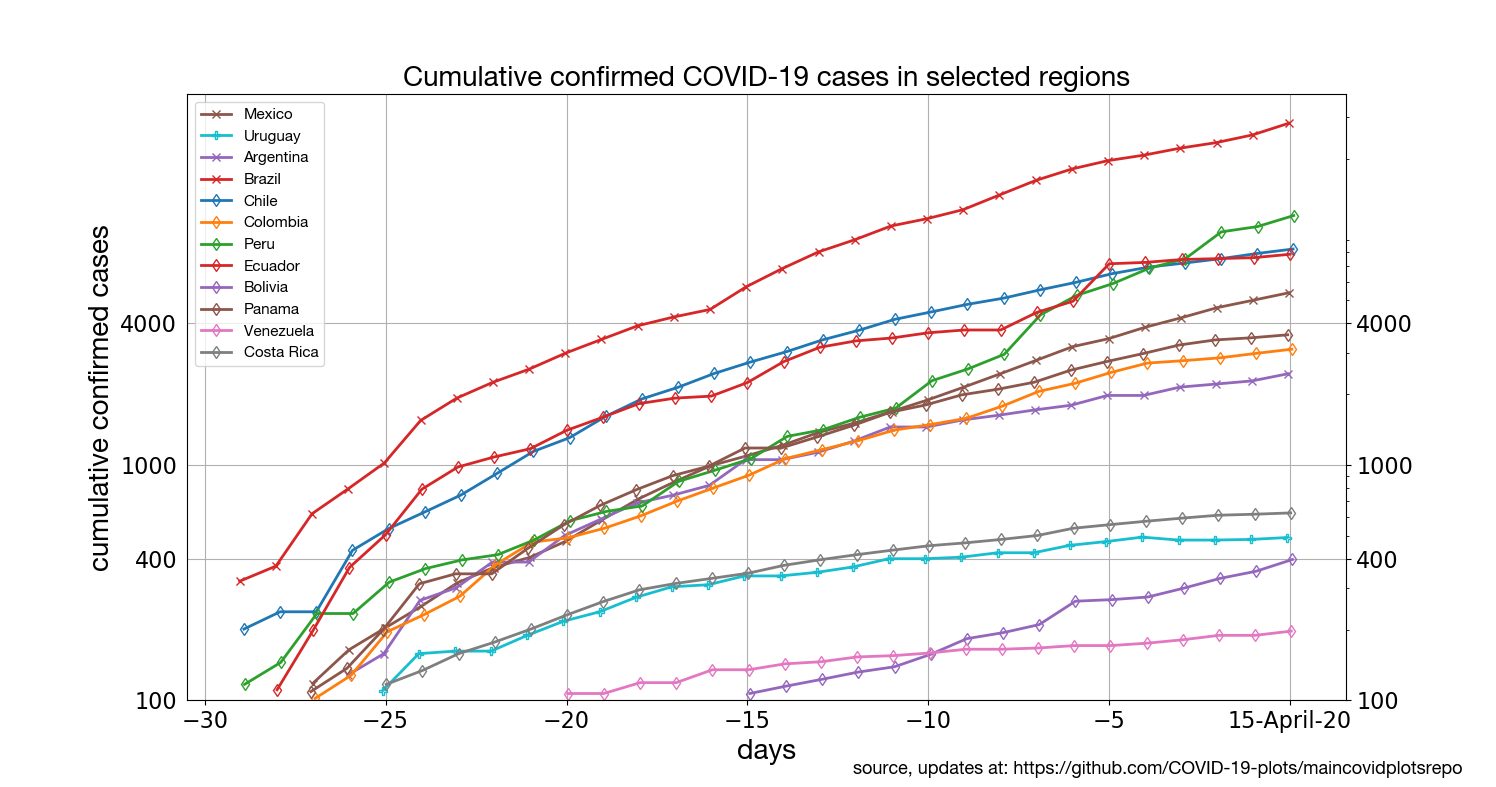 Cumulative confirmed COVID-19 cases in selected regions
Mexico
Uruguay
Argentina
Brazil
Chile
Colombia
Peru
Ecuador
Bolivia
Panama
Venezuela
Costa Rica
cumulative confirmed cases
4000
1000
400
100
4000
1000
400
100
−30
−25
−20
−15
−10
−5
15-April-20
days
source, updates at: https://github.com/COVID-19-plots/maincovidplotsrepo